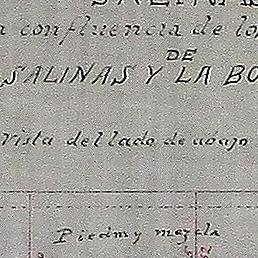 confluencia de lo
DE
SALINAS Y LA BO
Vista del lado de abajo
Piedra y mezcla